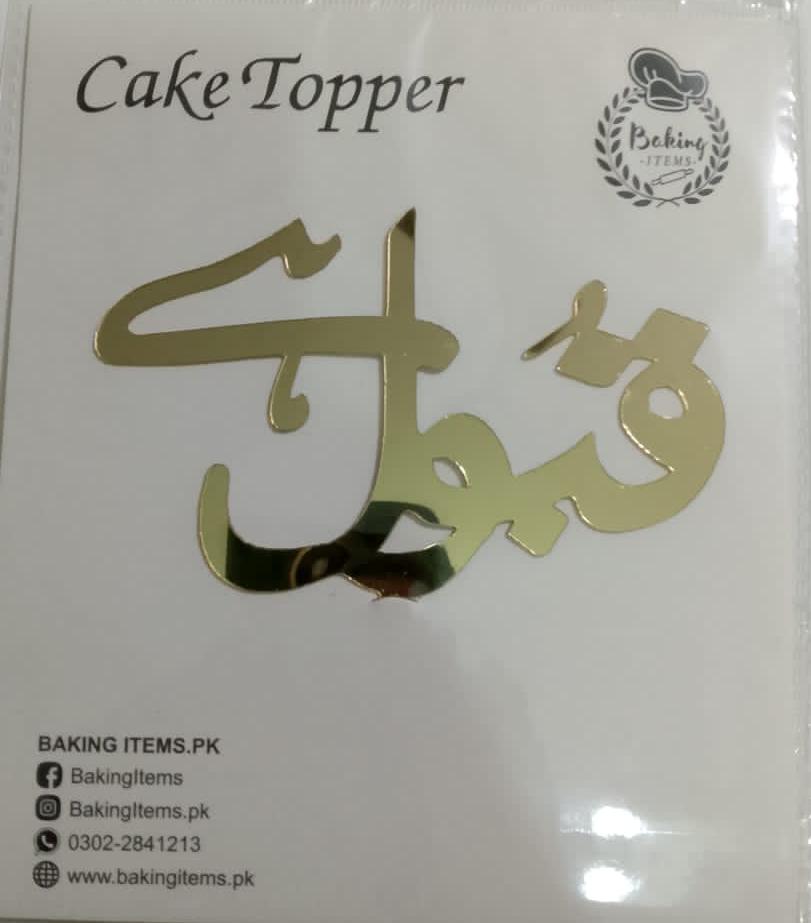 Cake Topper
Baking
-ITEMS-
قبول ہے
BAKING ITEMS.PK
BakingItems
BakingItems.pk
0302-2841213
www.bakingitems.pk